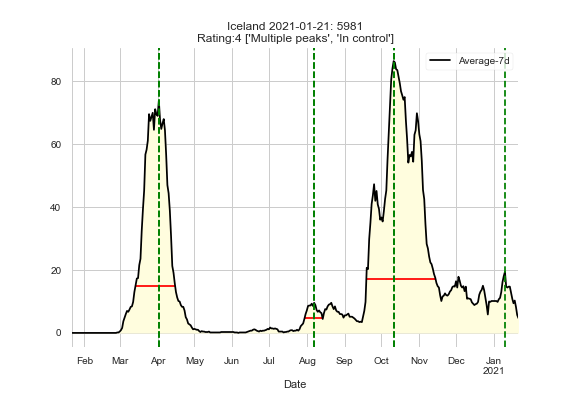 Iceland 2021-01-21: 5981
Rating:4 ['Multiple peaks', 'In control']
Average-7d
80
60
40
20
0
Feb Mar Apr May Jun Jul Aug Sep Oct Nov Dec Jan
2021
Date